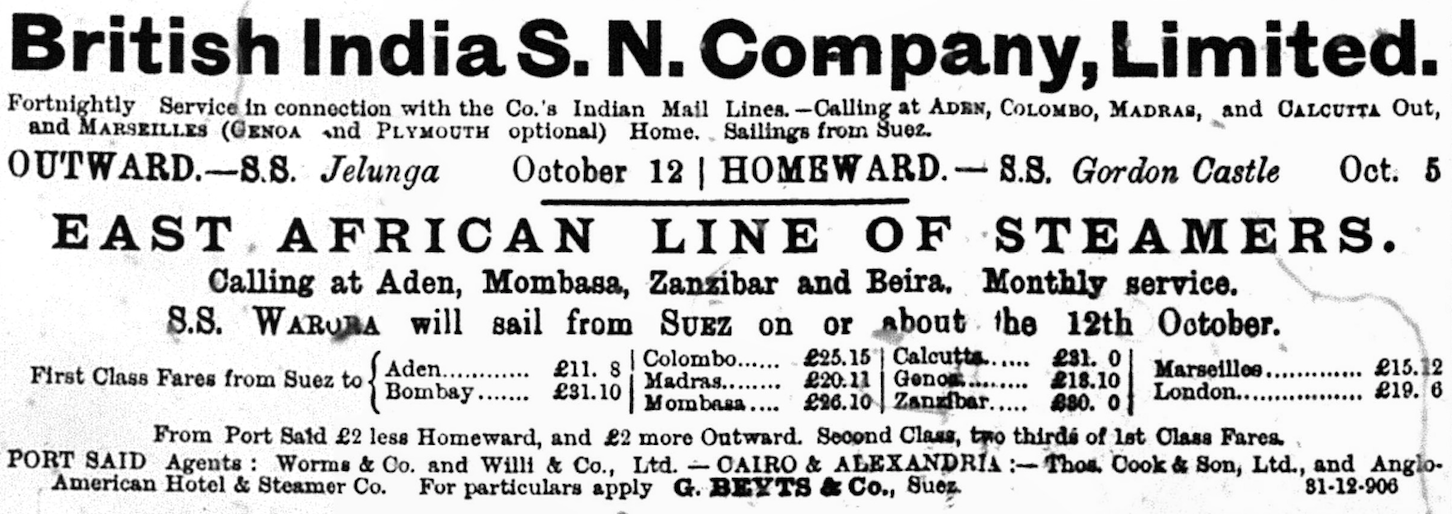 British India S. N. Company, Limited.
Fortnightly Service in connection with the Co.'s Indian Mail Lines.—Calling at ADEN, COLOMBO, MADRAS, and CALCUTTA Out,
and MARSEILLES (GENOA and PLYMOUTH optional) Home. Sailings from Suez.
OUTWARD.—S.S. Jelunga October 12 | HOMEWARD.— S.S. Gordon Castle Oct. 5
EAST AFRICAN LINE OF STEAMERS.
Calling at Aden, Mombasa, Zanzibar and Beira. Monthly service.
S.S. WARORA will sail from SUEZ on or about the 12th October.
First Class Fares from Suez to
Aden............ £11. 8
Bombay....... £31.10
Colombo...... £25.15
Madras........ £20.11
Mombasa.... £26.10
Calcutta...... £31. 0
Genoa......... £18.10
Zanzibar..... £30. 0
Marseilles............. £15.12
London................ £19. 6
From Port Said £2 less Homeward, and £2 more Outward. Second Class, two thirds of 1st Class Fares.
PORT SAID Agents: Worms & Co. and Willi & Co., Ltd. — CAIRO & ALEXANDRIA :— Thos. Cook & Son, Ltd., and Anglo-
American Hotel & Steamer Co. For particulars apply G. BEYTS & Co., Suez.
31-12-906